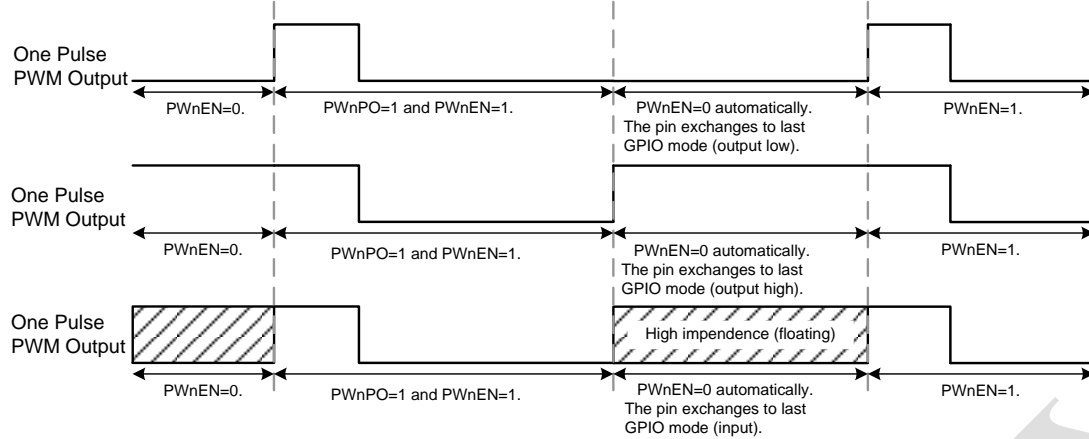 One Pulse
PWM Output
PWnEN=0.
PWnPO=1 and PWnEN=1.
PWnEN=0 automatically.
The pin exchanges to last
GPIO mode (output low).
PWnEN=1.
One Pulse
PWM Output
PWnEN=0.
PWnPO=1 and PWnEN=1.
PWnEN=0 automatically.
The pin exchanges to last
GPIO mode (output high).
PWnEN=1.
One Pulse
PWM Output
High impendence (floating)
PWnEN=0.
PWnPO=1 and PWnEN=1.
PWnEN=0 automatically.
The pin exchanges to last
GPIO mode (input).
PWnEN=1.